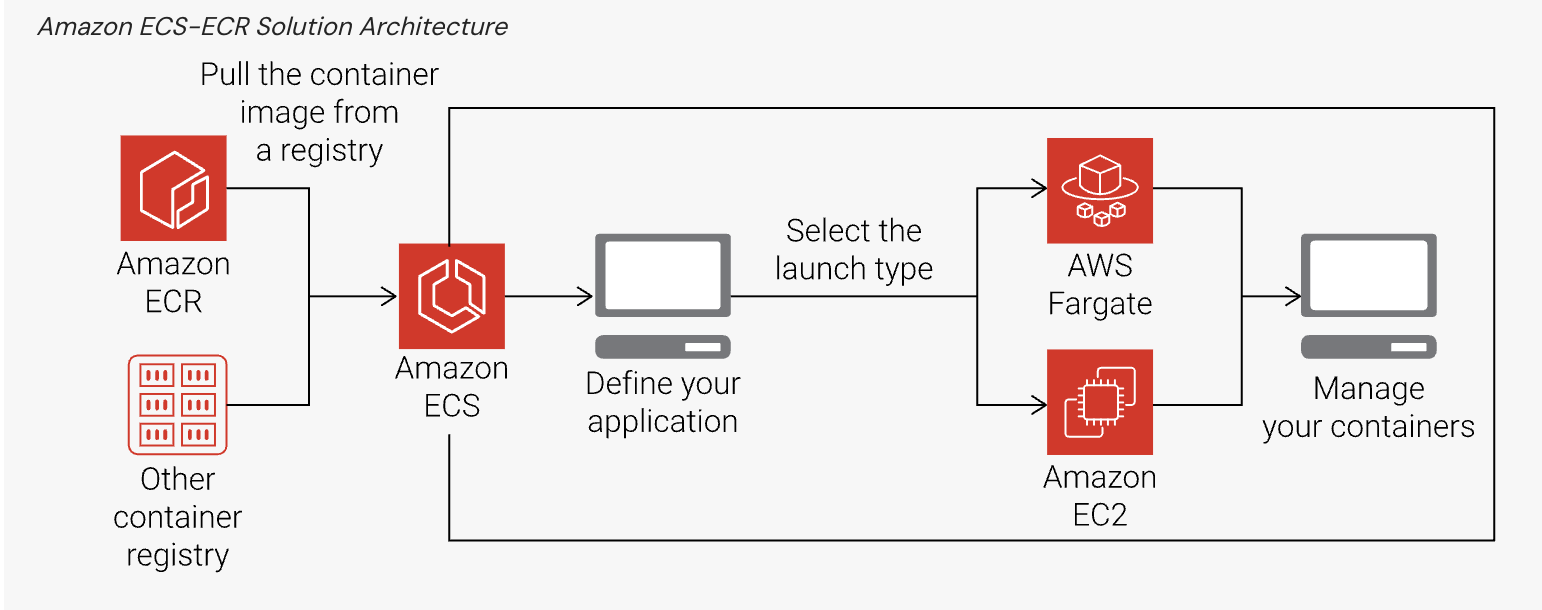 Amazon ECS-ECR Solution Architecture
Pull the container
image from
a registry
Amazon
ECR
Other
container
registry
Amazon
ECS
Define your
application
Select the
launch type
AWS
Fargate
Amazon
EC2
Manage
your containers